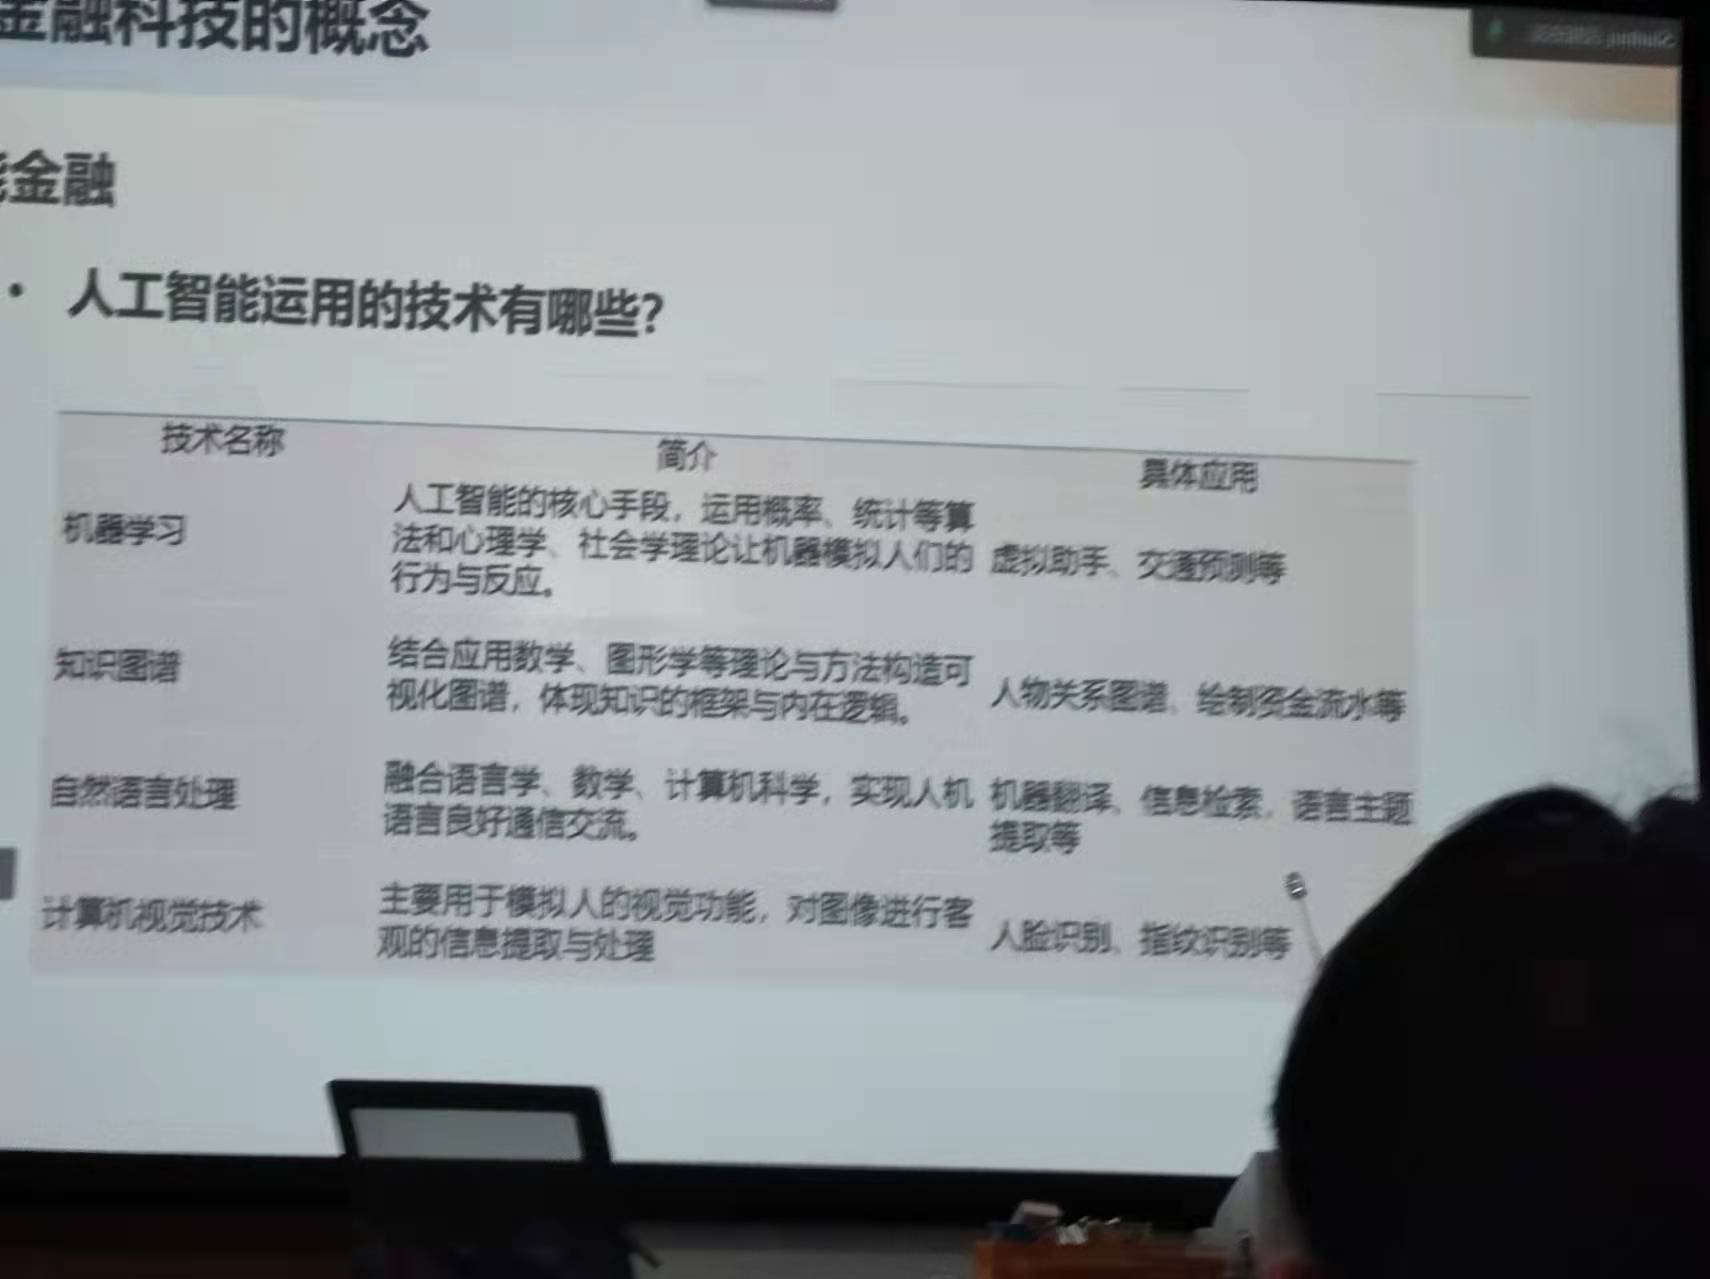 金融科技的概念
能金融
• 人工智能运用的技术有哪些?
技术名称
简介
具体应用
机器学习
人工智能的核心手段，运用概率、统计等算
法和心理学、社会学理论让机器模拟人们的
行为与反应。
虚拟助手、交通预测等
知识图谱
结合应用数学、图形学等理论与方法构造可
视化图谱，体现知识的框架与内在逻辑。
人物关系图谱、绘制资金流水等
自然语言处理
融合语言学、数学、计算机科学，实现人机
语言良好通信交流。
机器翻译、信息检索，语言主题
提取等
计算机视觉技术
主要用于模拟人的视觉功能，对图像进行客
观的信息提取与处理
人脸识别、指纹识别等